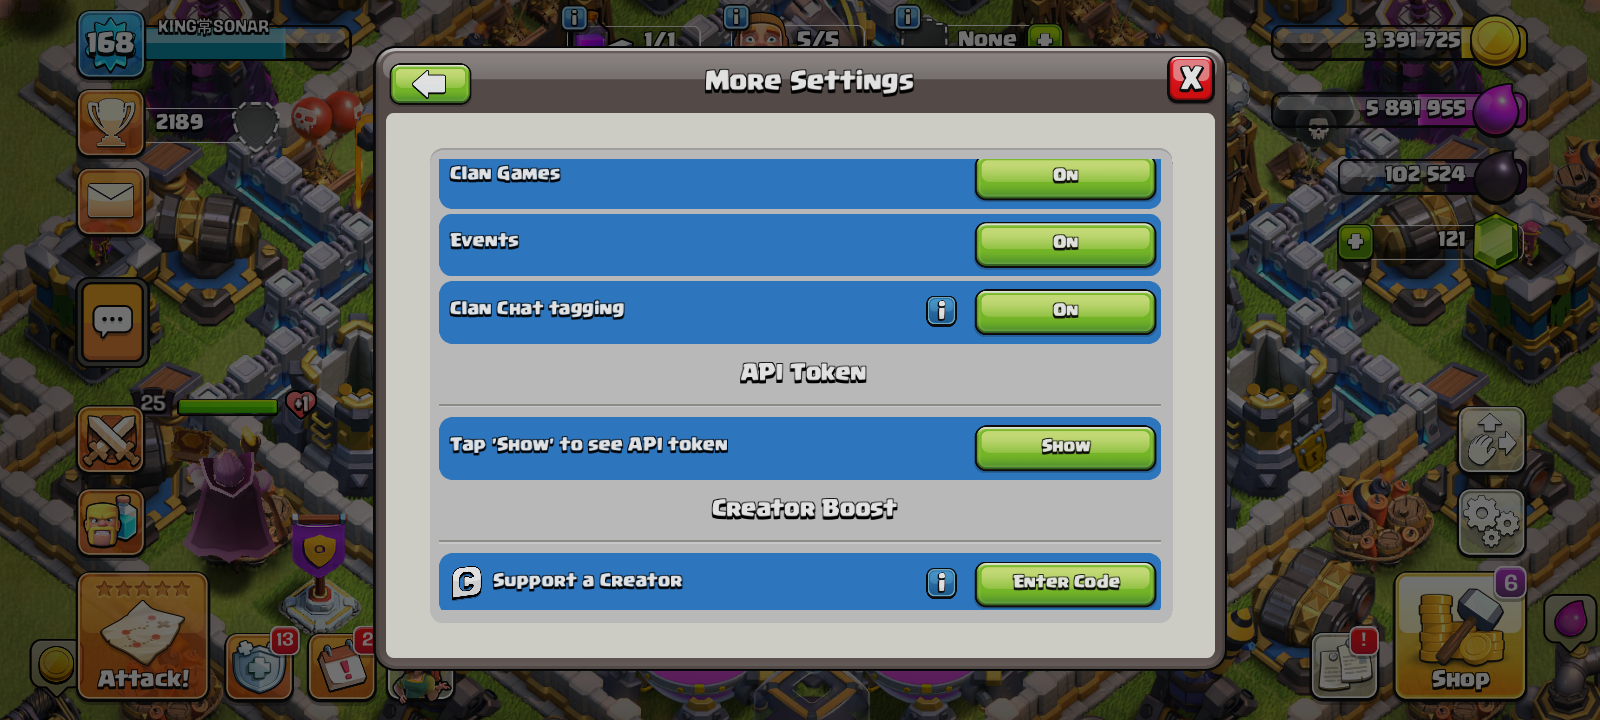 168
KING常SONAR
1/1
5/5
None
3 391 725
More Settings
X
2189
5 891 955
Clan Games
On
102 524
Events
On
121
Clan Chat tagging
On
API Token
25
+1
Tap 'Show' to see API token
Show
Creator Boost
C Support a Creator
Enter Code
6
13
2
!
Attack!
Shop